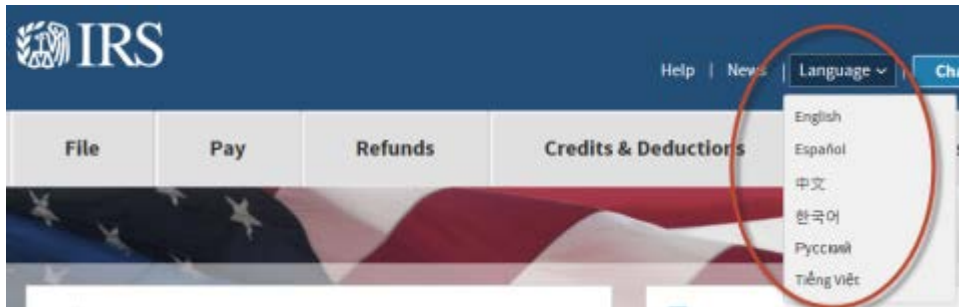 IRS
Help | News | Language
File Pay Refunds Credits & Deductions
English
Español
中文
한국어
Русский
Tiếng Việt